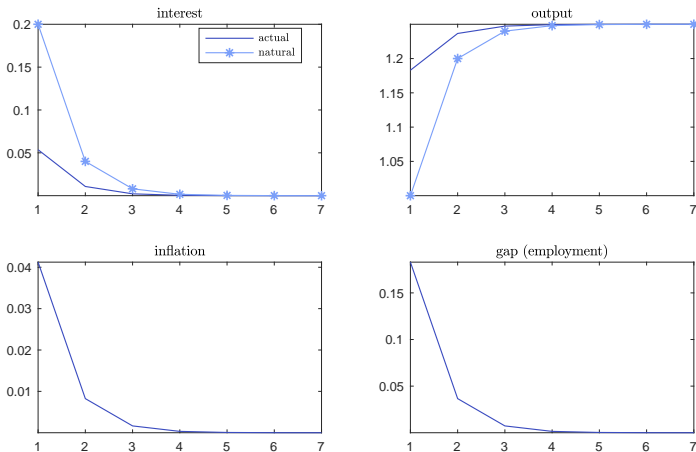 interest
0.2
0.15
0.1
0.05
1 2 3 4 5 6 7
actual
natural
output
1.2
1.15
1.1
1.05
1 2 3 4 5 6 7
inflation
0.04
0.03
0.02
0.01
1 2 3 4 5 6 7
gap (employment)
0.15
0.1
0.05
1 2 3 4 5 6 7